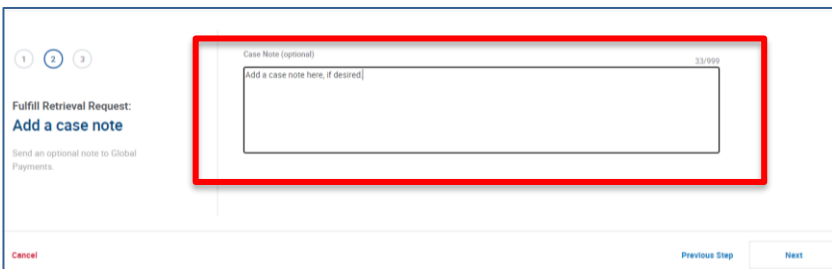 1 2 3
Fulfill Retrieval Request:
Add a case note
Send an optional note to Global
Payments.
Case Note (optional)
33/999
Add a case note here, if desired.
Cancel
Previous Step
Next